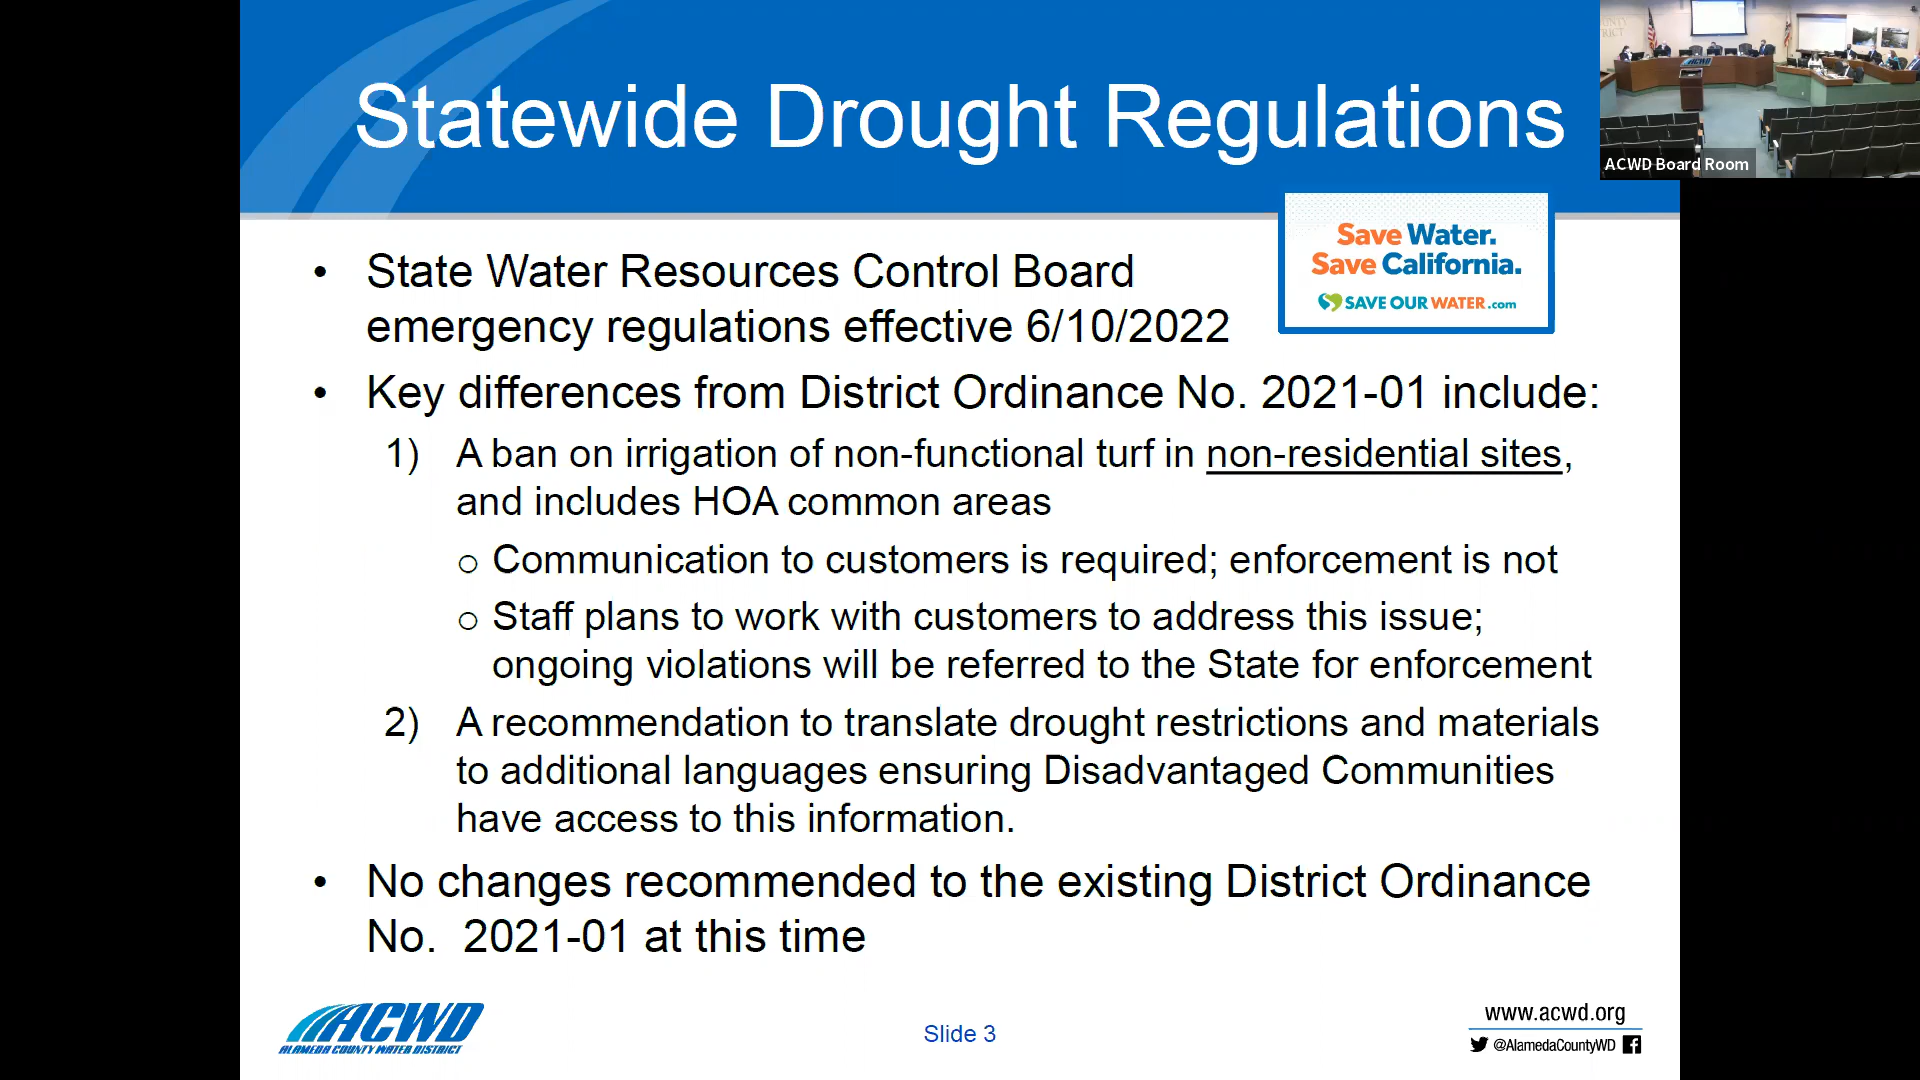 Statewide Drought Regulations
ACWD Board Room
Save Water.
Save California.
SAVE OUR WATER.com
• State Water Resources Control Board
emergency regulations effective 6/10/2022
• Key differences from District Ordinance No. 2021-01 include:
1) A ban on irrigation of non-functional turf in non-residential sites,
and includes HOA common areas
o Communication to customers is required; enforcement is not
o Staff plans to work with customers to address this issue;
ongoing violations will be referred to the State for enforcement
2) A recommendation to translate drought restrictions and materials
to additional languages ensuring Disadvantaged Communities
have access to this information.
• No changes recommended to the existing District Ordinance
No. 2021-01 at this time
ACWD
ALAMEDA COUNTY WATER DISTRICT
Slide 3
www.acwd.org
@AlamedaCountyWD